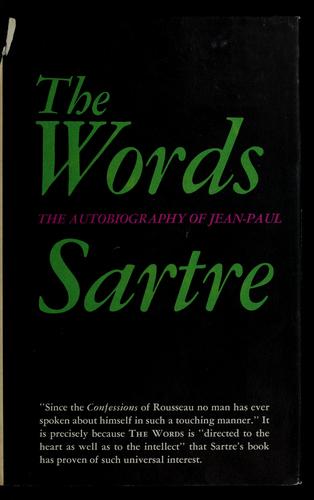 The
Words
THE AUTOBIOGRAPHY OF JEAN-PAUL
Sartre
"Since the Confessions of Rousseau no man has ever
spoken about himself in such a touching manner." It
is precisely because THE WORDS is "directed to the
heart as well as to the intellect" that Sartre's book
has proven of such universal interest.